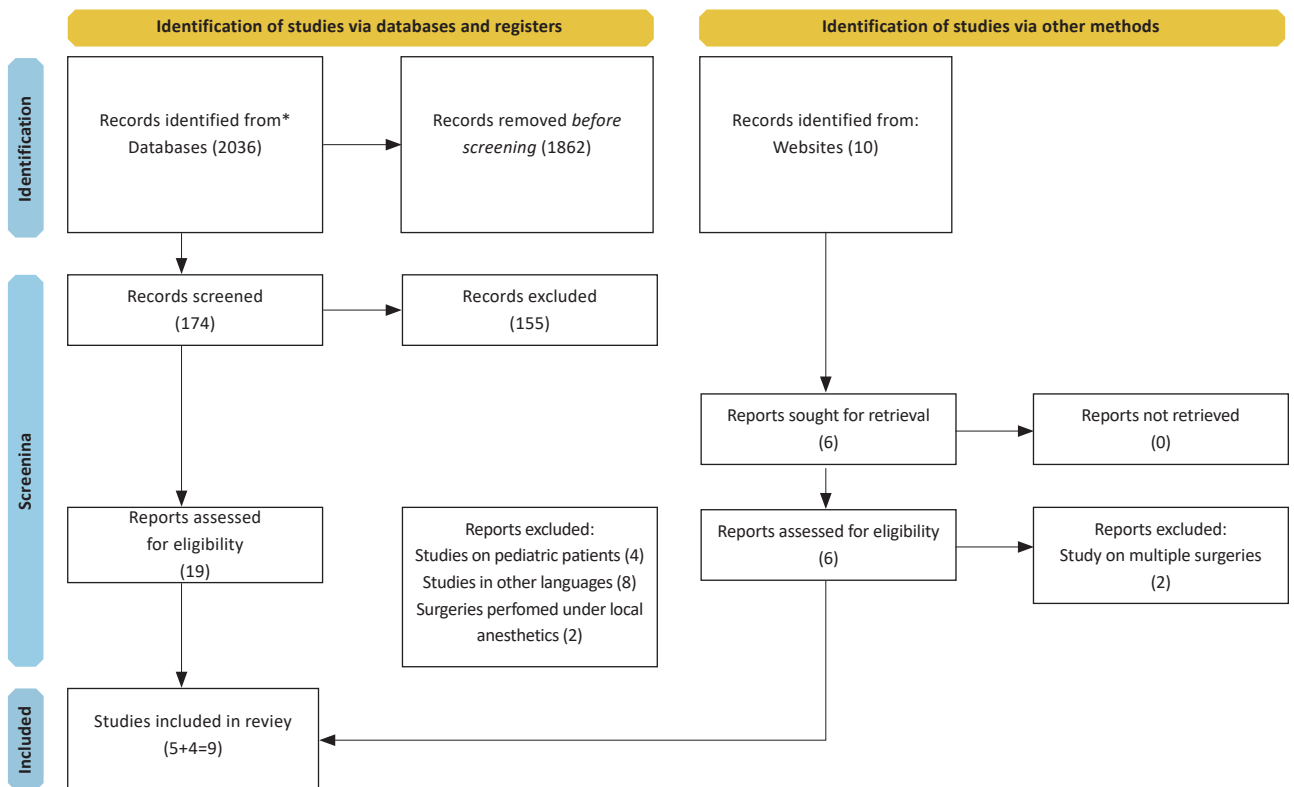 Identification of studies via databases and registers
Identification of studies via other methods
Identification
Records identified from*
Databases (2036)
Records removed before
screening (1862)
Records identified from:
Websites (10)
Screenina
Records screened
(174)
Records excluded
(155)
Reports sought for retrieval
(6)
Reports not retrieved
(0)
Reports assessed
for eligibility
(19)
Reports excluded:
Studies on pediatric patients (4)
Studies in other languages (8)
Surgeries perfomed under local
anesthetics (2)
Reports assessed for eligibility
(6)
Reports excluded:
Study on multiple surgeries
(2)
Included
Studies included in reviey
(5+4=9)